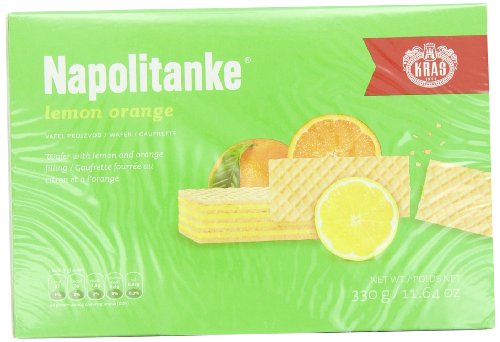 Napolitanke®
lemon orange
VAFEL PROIZVOD / WAFER / GAUFRETTE
Wafer with lemon and orange
filling / Gaufrette fourrée au
citron et a l'orange
KRAŠ
NET WT / POIDS NET
330 g / 11.64 oz